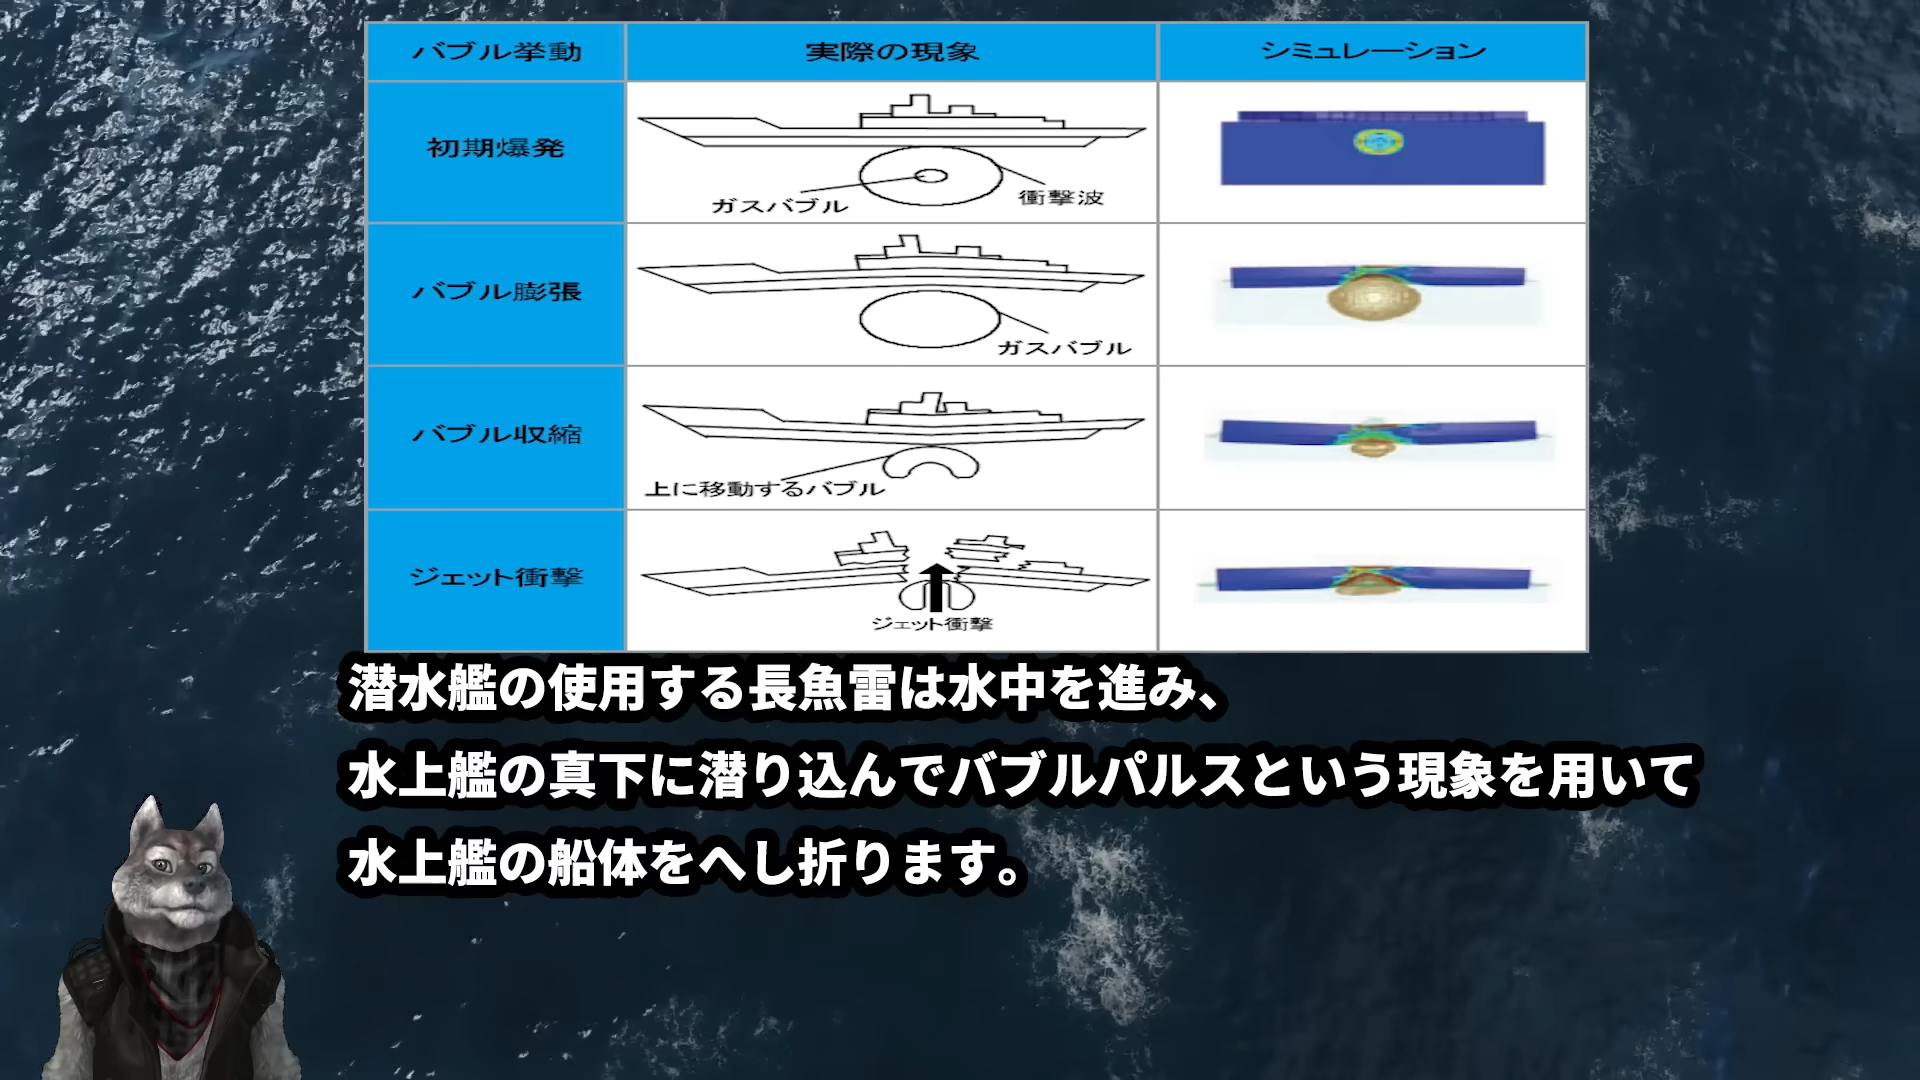 バブル挙動 実際の現象 シミュレーション
初期爆発
ガスバブル
衝撃波
バブル膨張
ガスバブル
バブル収縮
上に移動するバブル
ジェット衝撃
ジェット衝撃
潜水艦の使用する長魚雷は水中を進み、
水上艦の真下に潜り込んでバブルパルスという現象を用いて
水上艦の船体をへし折ります。